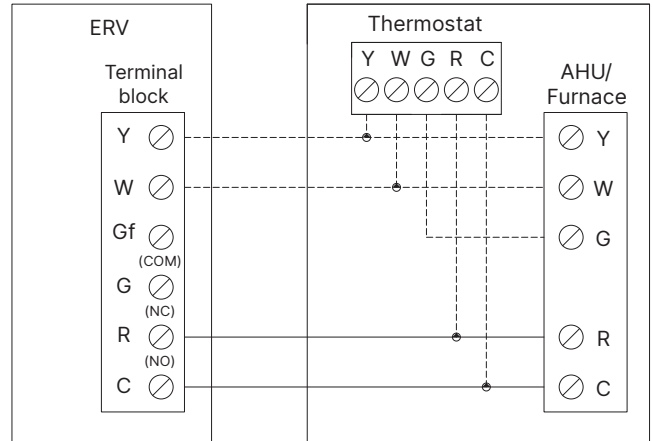 ERV
Terminal
block
Y
W
Gf
(COM)
G
(NC)
R
(NO)
C
Thermostat
Y W G R C
AHU/
Furnace
Y
W
G
R
C